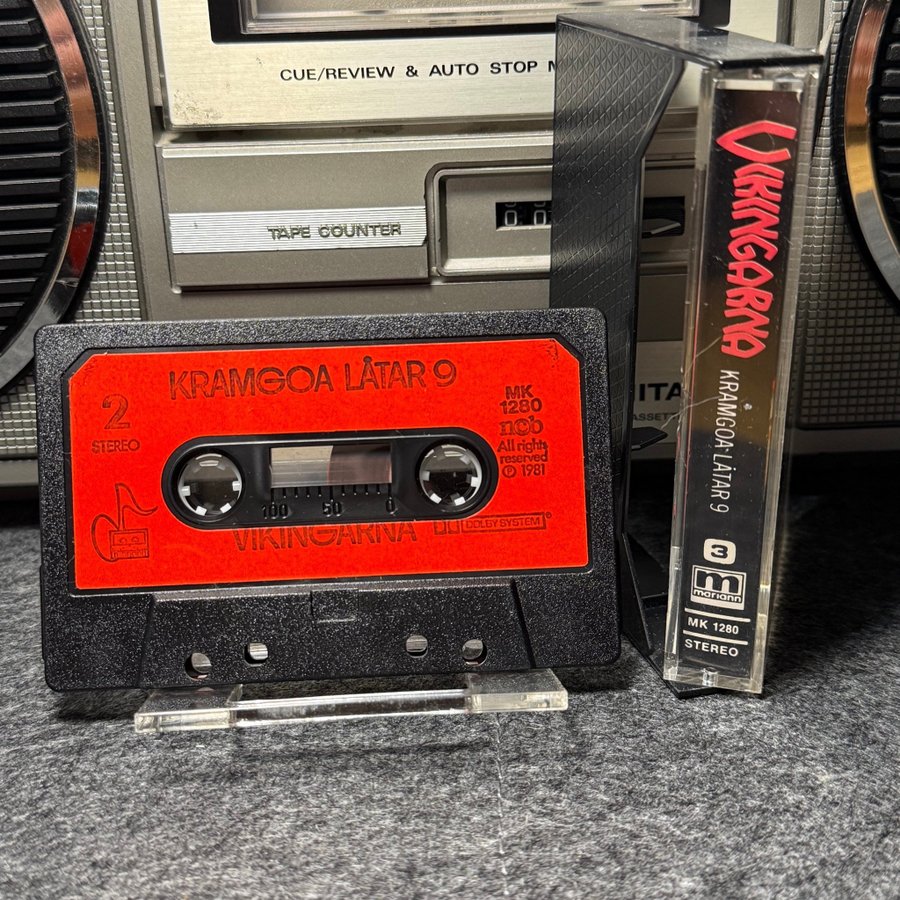 CUE/REVIEW & AUTO STOP M
TAPE COUNTER
KRAMGOA LÅTAR 9
2
STEREO
MK
1280
ncb
All rights
reserved
℗ 1981
100 50 0
VIKINGARNA
DOLBY SYSTEM®
VIKINGARNA
KRAMGOA LÅTAR 9
3
m
mariann
MK 1280
STEREO